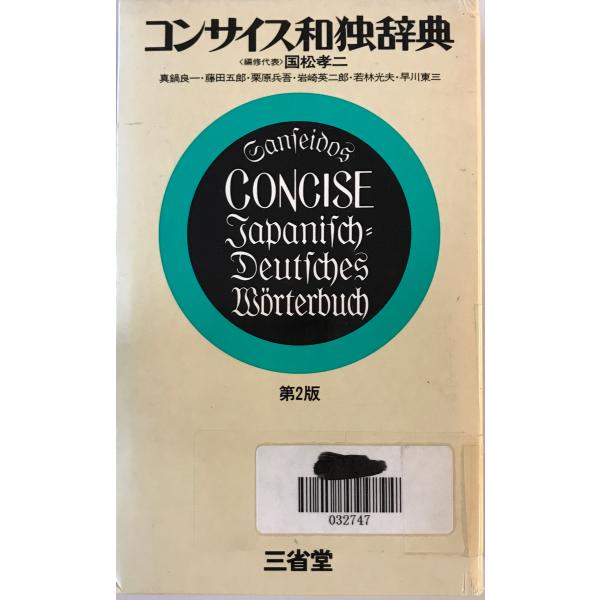 コンサイス和独辞典
〈編修代表〉国松孝二
真鍋良一・藤田五郎・栗原兵吾・岩崎英二郎・若林光夫・早川東三
Sanſeidos
CONCISE
Japaniſch=
Deutſches
Wörterbuch
第2版
032747
三省堂